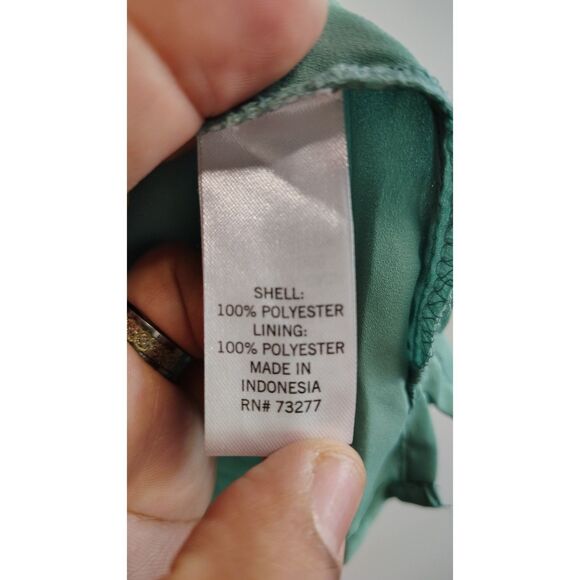 SHELL:
100% POLYESTER
LINING:
100% POLYESTER
MADE IN
INDONESIA
RN# 73277